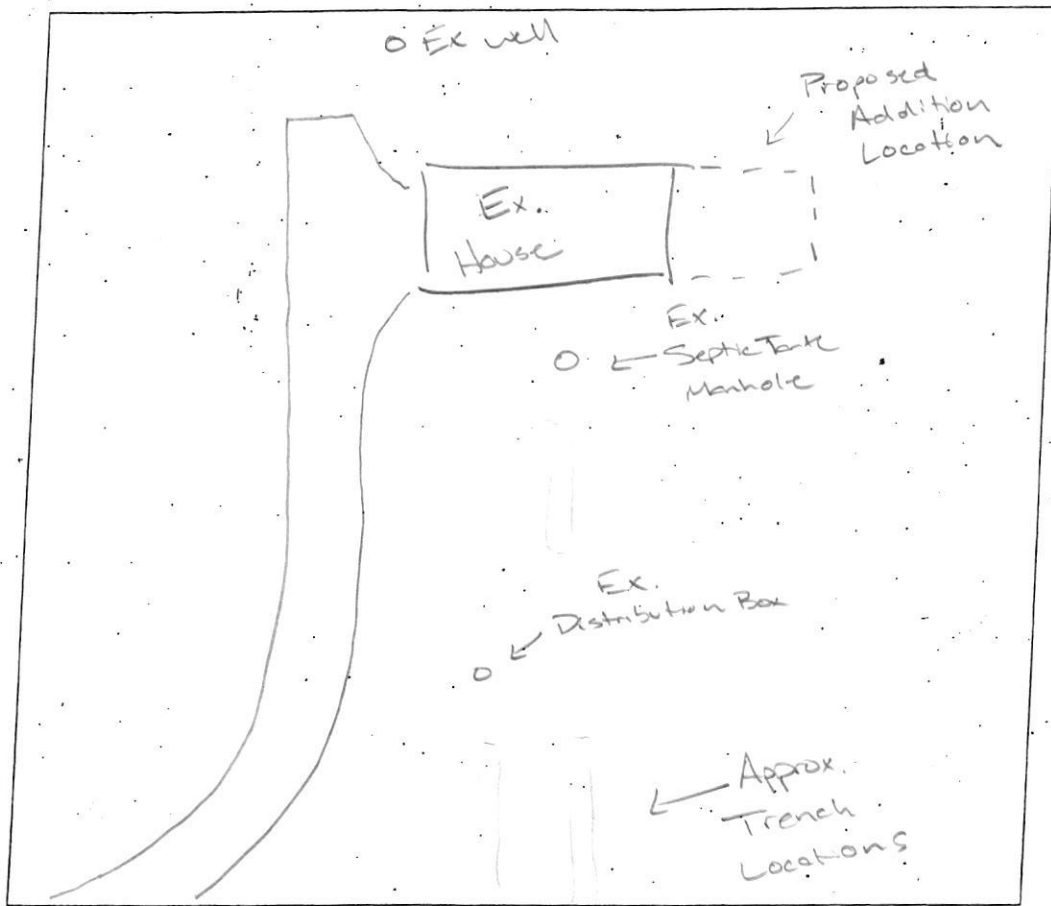 Ex well
Proposed
Addition
Location
Ex.
House
Ex.
Septic Tank
Manhole
Ex.
Distribution Box
Approx.
Trench
Locations